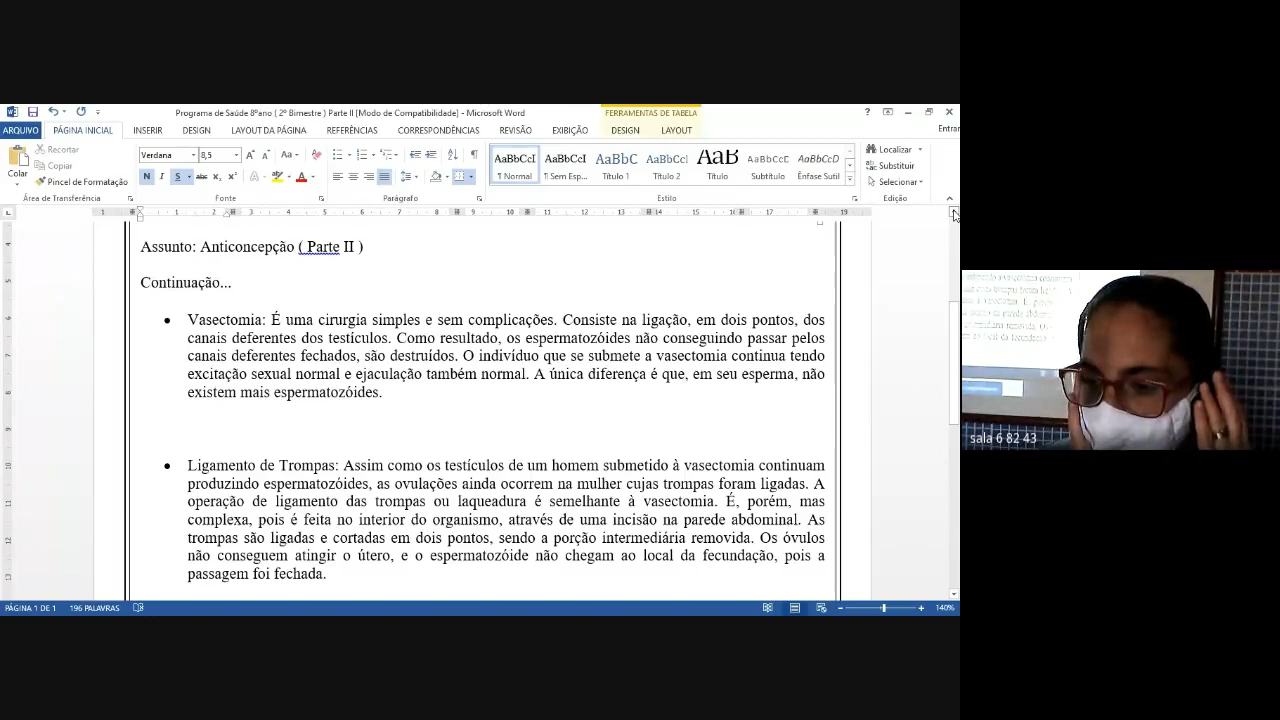 Programa de Saúde 8ºano ( 2º Bimestre ) Parte II [Modo de Compatibilidade] - Microsoft Word
FERRAMENTAS DE TABELA
ARQUIVO PÁGINA INICIAL INSERIR DESIGN LAYOUT DA PÁGINA REFERÊNCIAS CORRESPONDÊNCIAS REVISÃO EXIBIÇÃO DESIGN LAYOUT Entrar
Colar
Recortar
Copiar
Pincel de Formatação
Área de Transferência
Verdana 8,5
Fonte
Parágrafo
AaBbCcI AaBbCcI AaBbC AaBbCcI AaB AaBbCcD AaBbCcD
¶ Normal ¶ Sem Esp... Título 1 Título 2 Título Subtítulo Ênfase Sutil
Estilo
Localizar
Substituir
Selecionar
Edição
Assunto: Anticoncepção ( Parte II )
Continuação...
• Vasectomia: É uma cirurgia simples e sem complicações. Consiste na ligação, em dois pontos, dos
canais deferentes dos testículos. Como resultado, os espermatozóides não conseguindo passar pelos
canais deferentes fechados, são destruídos. O indivíduo que se submete a vasectomia continua tendo
excitação sexual normal e ejaculação também normal. A única diferença é que, em seu esperma, não
existem mais espermatozóides.
• Ligamento de Trompas: Assim como os testículos de um homem submetido à vasectomia continuam
produzindo espermatozóides, as ovulações ainda ocorrem na mulher cujas trompas foram ligadas. A
operação de ligamento das trompas ou laqueadura é semelhante à vasectomia. É, porém, mas
complexa, pois é feita no interior do organismo, através de uma incisão na parede abdominal. As
trompas são ligadas e cortadas em dois pontos, sendo a porção intermediária removida. Os óvulos
não conseguem atingir o útero, e o espermatozóide não chegam ao local da fecundação, pois a
passagem foi fechada.
PÁGINA 1 DE 1 196 PALAVRAS 140%
sala 6 82 43